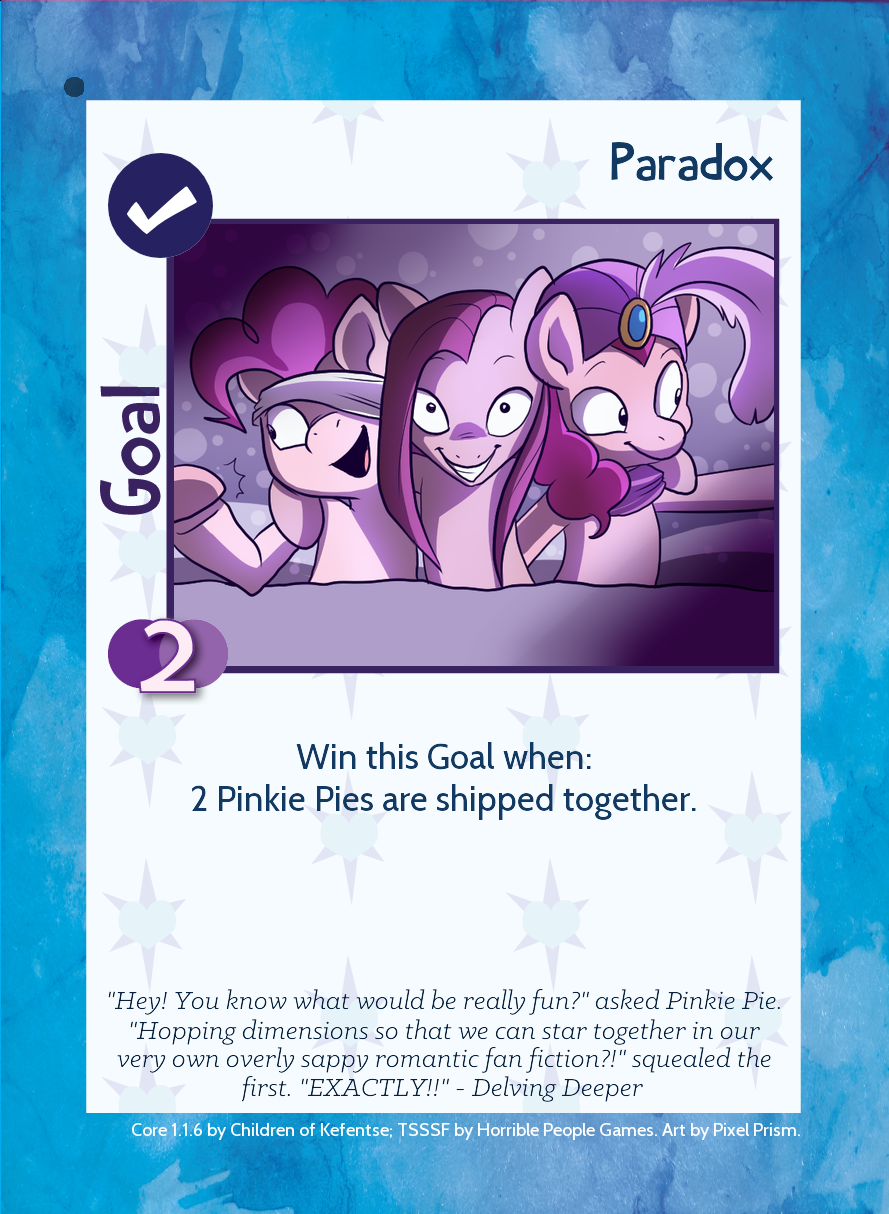 Paradox
Goal
2
Win this Goal when:
2 Pinkie Pies are shipped together.
"Hey! You know what would be really fun?" asked Pinkie Pie.
"Hopping dimensions so that we can star together in our
very own overly sappy romantic fan fiction?!" squealed the
first. "EXACTLY!!" - Delving Deeper
Core 1.1.6 by Children of Kefentse; TSSSF by Horrible People Games. Art by Pixel Prism.